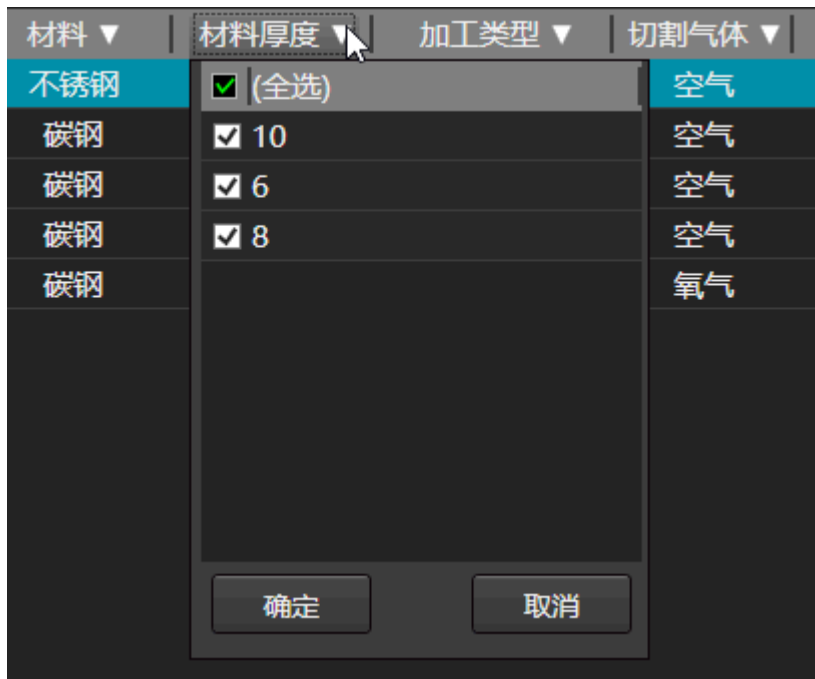 材料 ▼ 材料厚度 ▼ 加工类型 ▼ 切割气体 ▼
不锈钢 (全选) 空气
碳钢 10 空气
碳钢 6 空气
碳钢 8 空气
碳钢 氧气
确定 取消